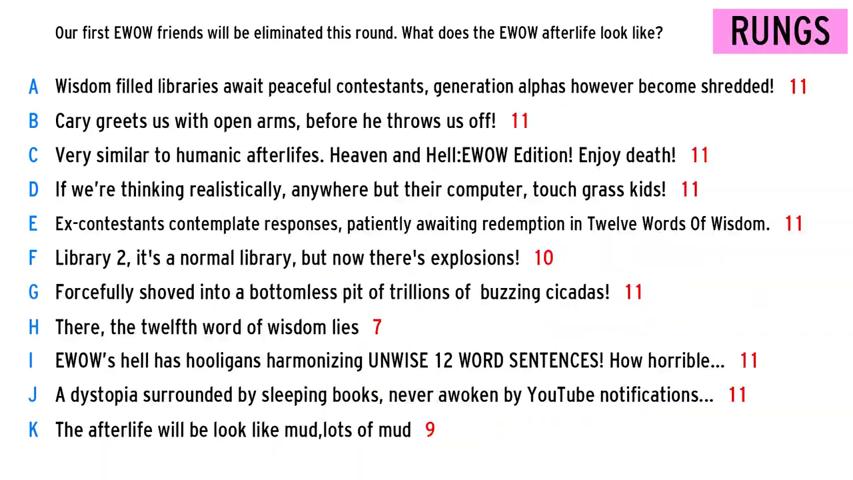 Our first EWOW friends will be eliminated this round. What does the EWOW afterlife look like?
RUNGS
A Wisdom filled libraries await peaceful contestants, generation alphas however become shredded! 11
B Cary greets us with open arms, before he throws us off! 11
C Very similar to humanic afterlifes. Heaven and Hell:EWOW Edition! Enjoy death! 11
D If we're thinking realistically, anywhere but their computer, touch grass kids! 11
E Ex-contestants contemplate responses, patiently awaiting redemption in Twelve Words Of Wisdom. 11
F Library 2, it's a normal library, but now there's explosions! 10
G Forcefully shoved into a bottomless pit of trillions of  buzzing cicadas! 11
H There, the twelfth word of wisdom lies 7
I EWOW's hell has hooligans harmonizing UNWISE 12 WORD SENTENCES! How horrible... 11
J A dystopia surrounded by sleeping books, never awoken by YouTube notifications... 11
K The afterlife will be look like mud,lots of mud 9